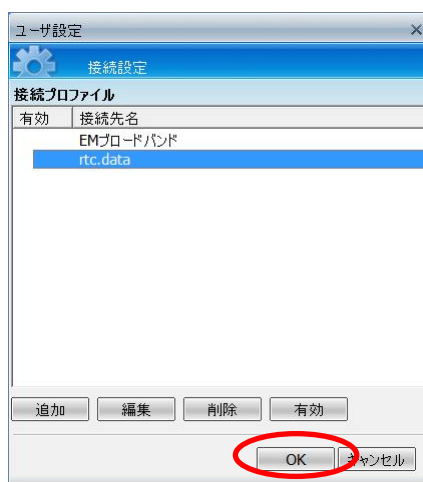 ユーザ設定
接続設定
接続プロファイル
有効 接続先名
EMブロードバンド
rtc.data
追加 編集 削除 有効
OK キャンセル